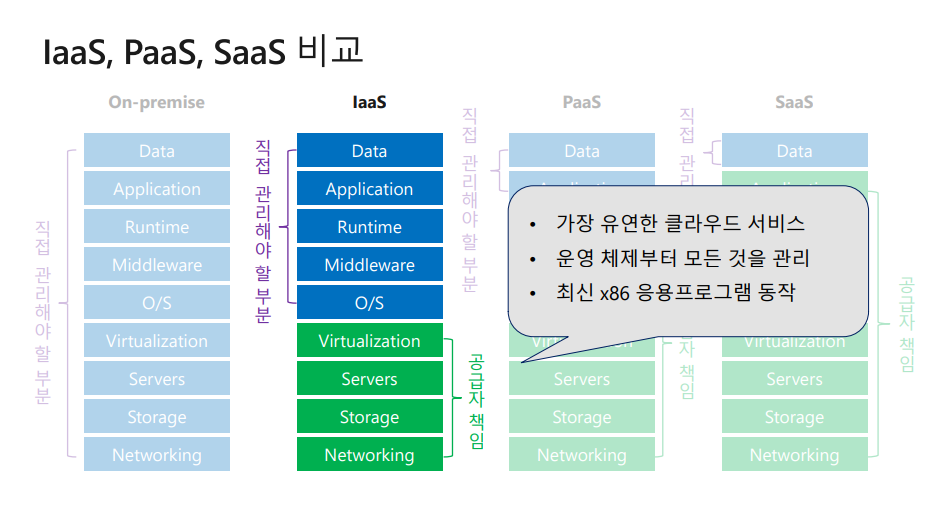 IaaS, PaaS, SaaS 비교
On-premise
직접 관리해야 할 부분
Data
Application
Runtime
Middleware
O/S
Virtualization
Servers
Storage
Networking
IaaS
직접 관리해야 할 부분
Data
Application
Runtime
Middleware
O/S
Virtualization
Servers
Storage
Networking
공급자 책임
PaaS
직접 관리해야 할 부분
Data
Servers
Storage
Networking
SaaS
직접 관리
Data
Virtualization
Servers
Storage
Networking
공급자 책임
• 가장 유연한 클라우드 서비스
• 운영 체제부터 모든 것을 관리
• 최신 x86 응용프로그램 동작